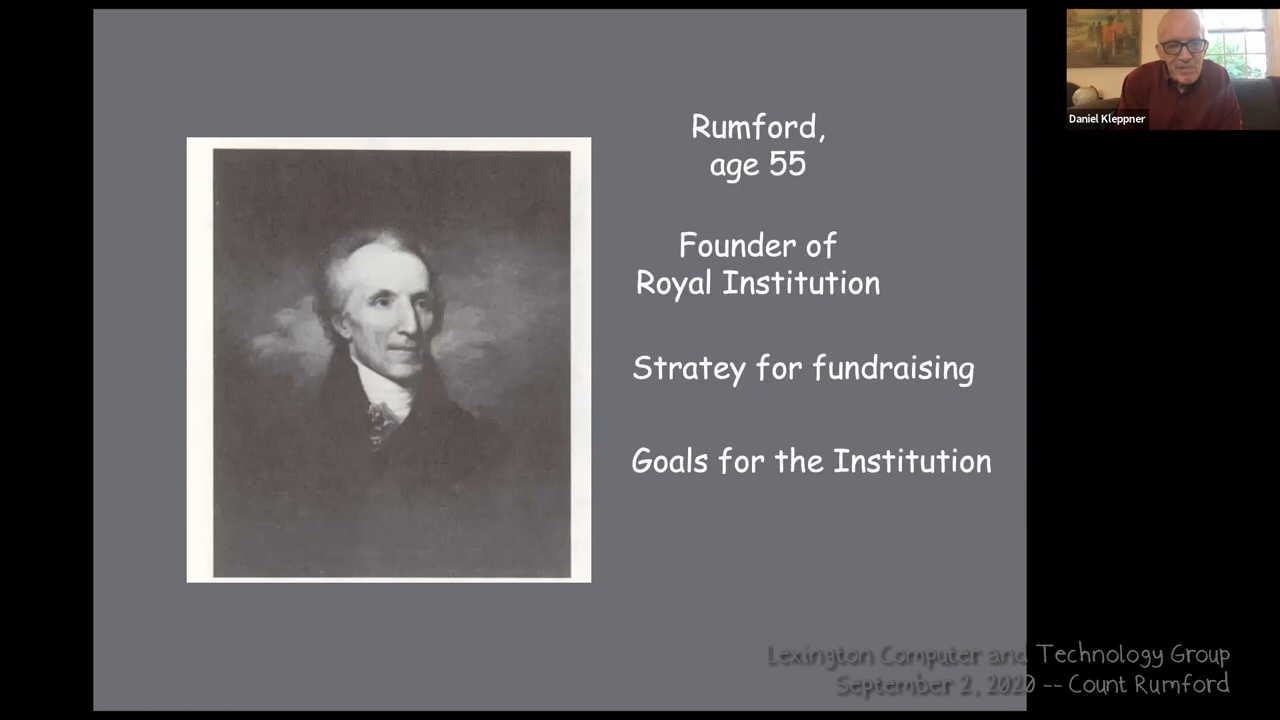 Rumford,
age 55
Founder of
Royal Institution
Stratey for fundraising
Goals for the Institution
Daniel Kleppner
Lexington Computer and Technology Group
September 2, 2020 -- Count Rumford